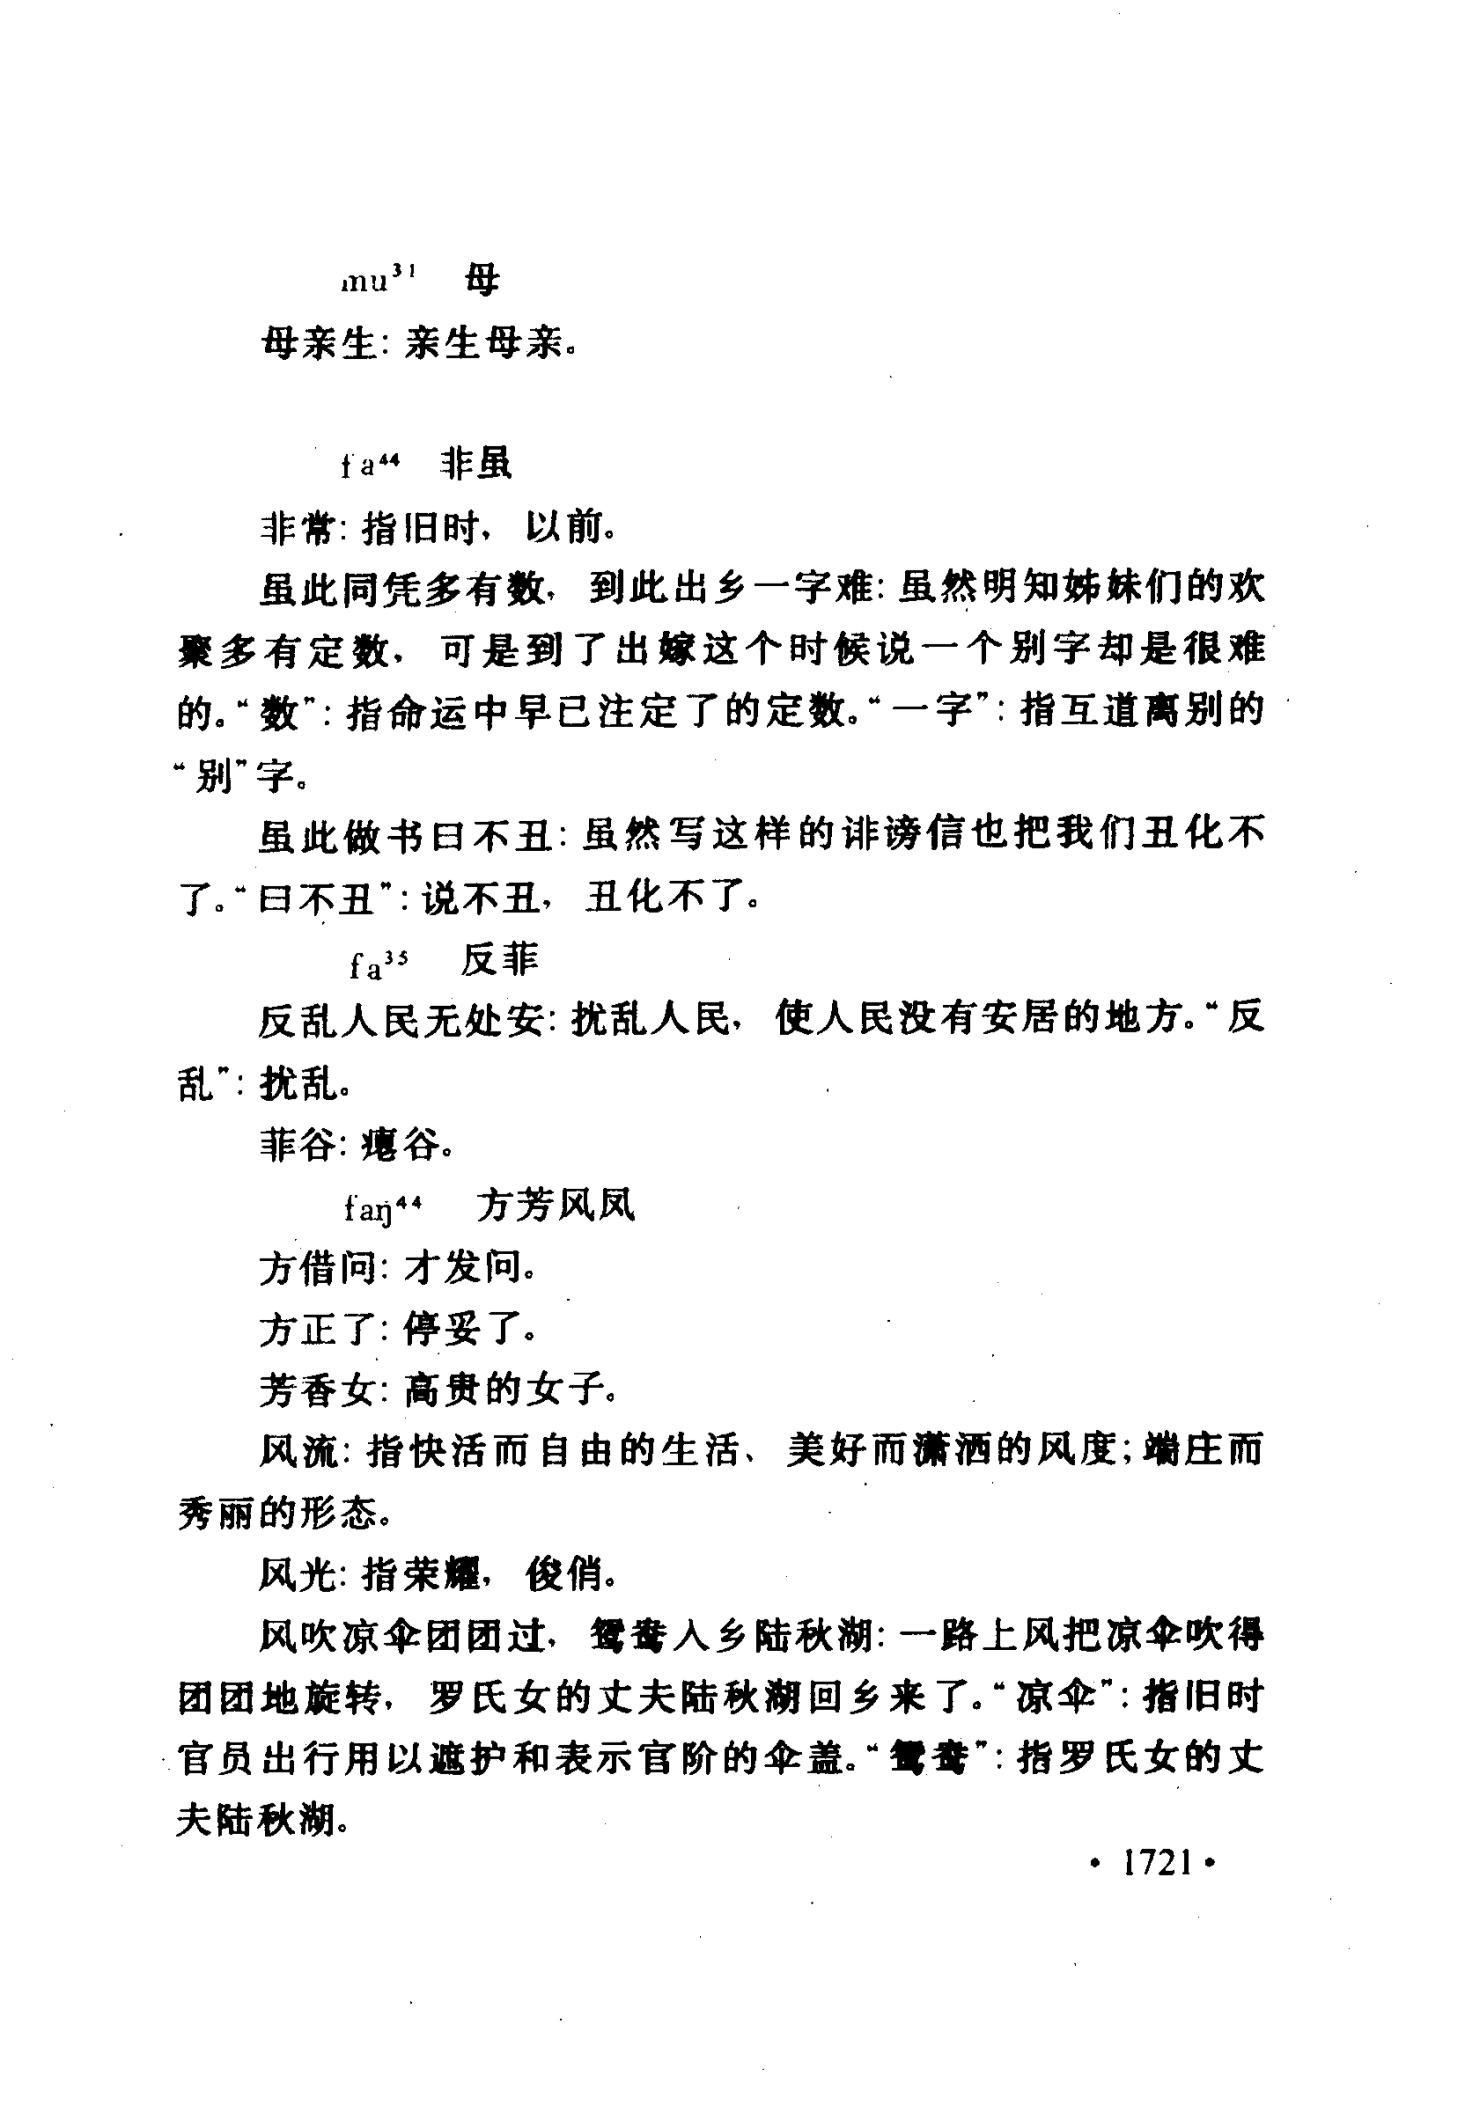 mu³¹ 母
母亲生：亲生母亲。
fa⁴⁴ 非虽
非常：指旧时，以前。
虽此同凭多有数，到此出乡一字难：虽然明知姊妹们的欢
聚多有定数，可是到了出嫁这个时候说一个别字却是很难
的。“数”：指命运中早已注定了的定数。“一字”：指互道离别的
“别”字。
虽此做书曰不丑：虽然写这样的诽谤信也把我们丑化不
了。“曰不丑”：说不丑，丑化不了。
fa³⁵ 反菲
反乱人民无处安：扰乱人民，使人民没有安居的地方。“反
乱”：扰乱。
菲谷：瘪谷。
faŋ⁴⁴ 方芳风凤
方借问：才发问。
方正了：停妥了。
芳香女：高贵的女子。
风流：指快活而自由的生活、美好而潇洒的风度；端庄而
秀丽的形态。
风光：指荣耀，俊俏。
风吹凉伞团团过，鸳鸯入乡陆秋湖：一路上风把凉伞吹得
团团地旋转，罗氏女的丈夫陆秋湖回乡来了。“凉伞”：指旧时
官员出行用以遮护和表示官阶的伞盖。“鸳鸯”：指罗氏女的丈
夫陆秋湖。
• 1721 •